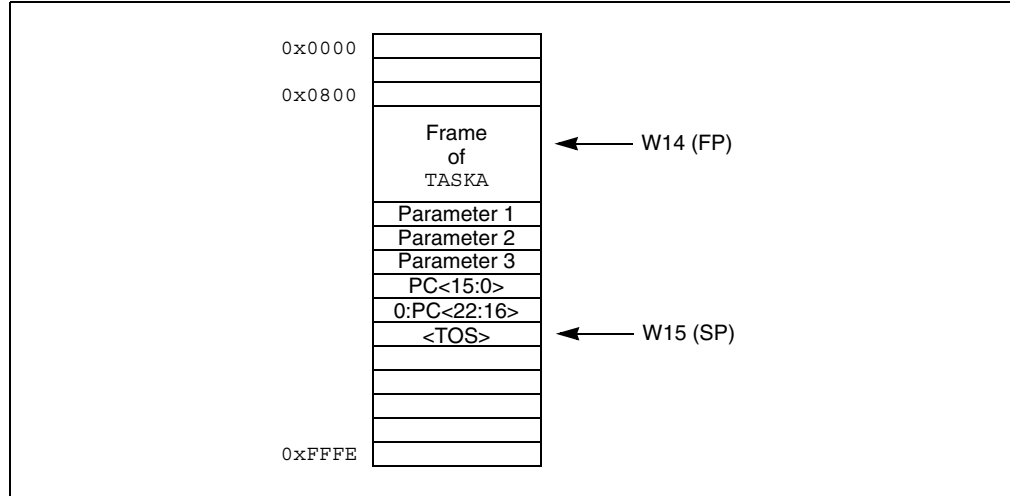 0x0000
0x0800
Frame
of
TASKA
W14 (FP)
Parameter 1
Parameter 2
Parameter 3
PC<15:0>
0:PC<22:16>
<TOS>
W15 (SP)
0xFFFE